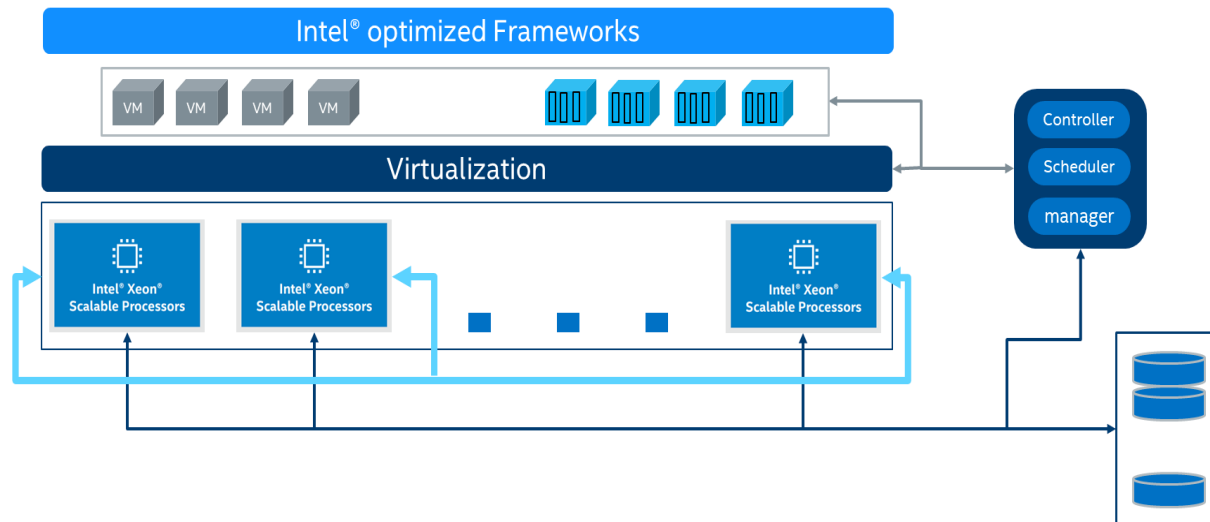 Intel® optimized Frameworks
VM
VM
VM
VM
Controller
Scheduler
manager
Virtualization
Intel® Xeon®
Scalable Processors
Intel® Xeon®
Scalable Processors
Intel® Xeon®
Scalable Processors